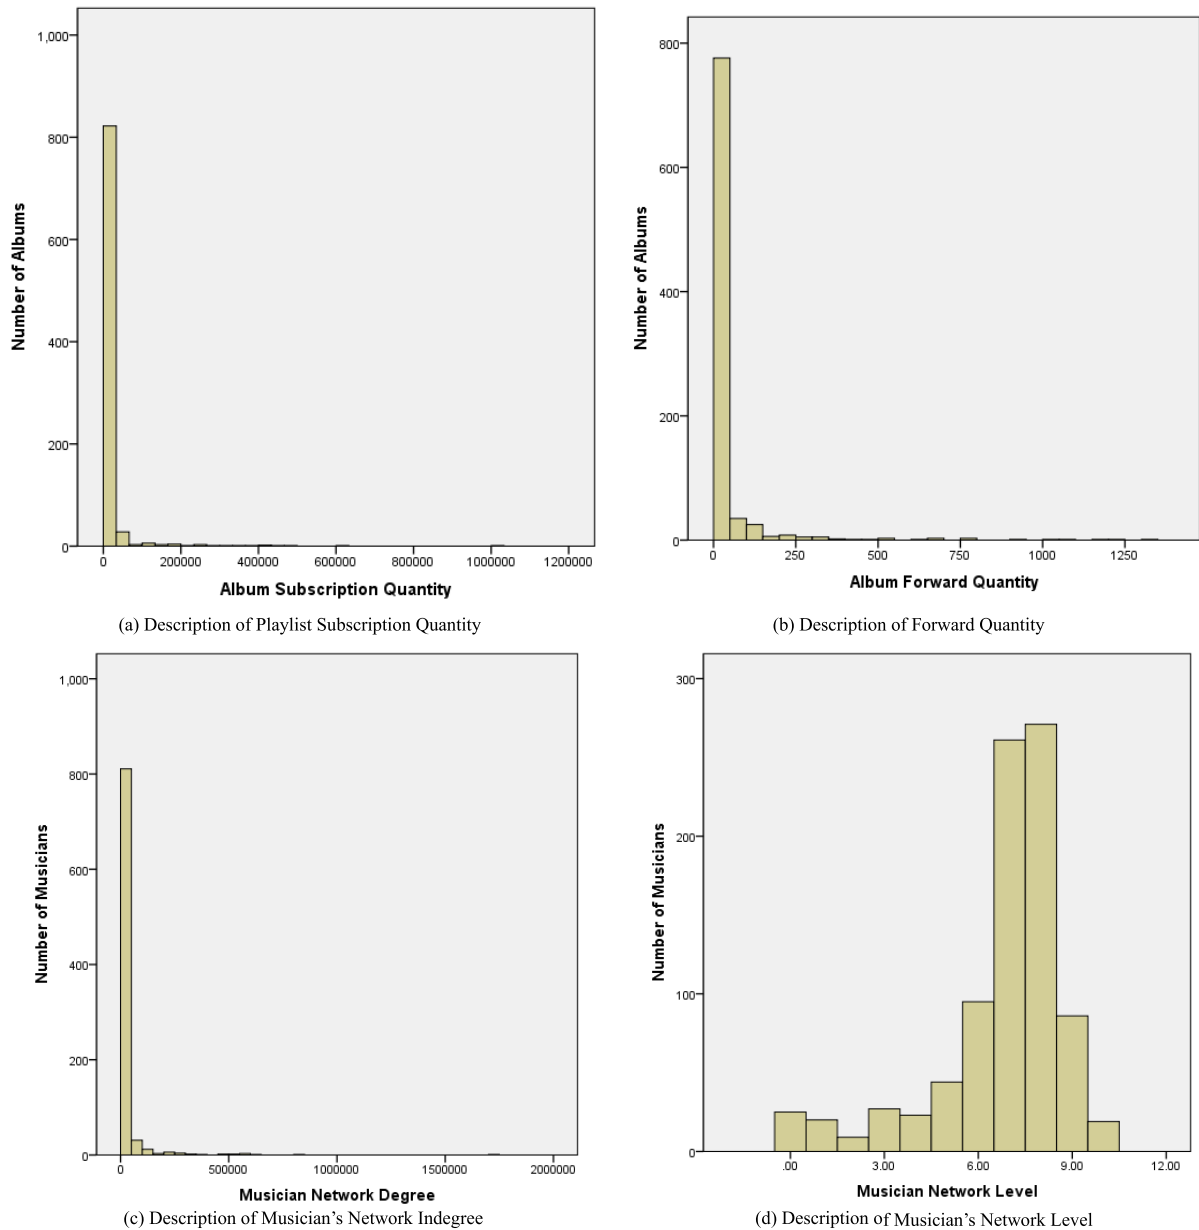 1,000
800
600
400
200
0
Number of Albums
0 200000 400000 600000 800000 1000000 1200000
Album Subscription Quantity
(a) Description of Playlist Subscription Quantity
800
600
400
200
0
Number of Albums
0 250 500 750 1000 1250
Album Forward Quantity
(b) Description of Forward Quantity
1,000
800
600
400
200
0
Number of Musicians
0 500000 1000000 1500000 2000000
Musician Network Degree
(c) Description of Musician's Network Indegree
300
200
100
0
Number of Musicians
.00 3.00 6.00 9.00 12.00
Musician Network Level
(d) Description of Musician's Network Level